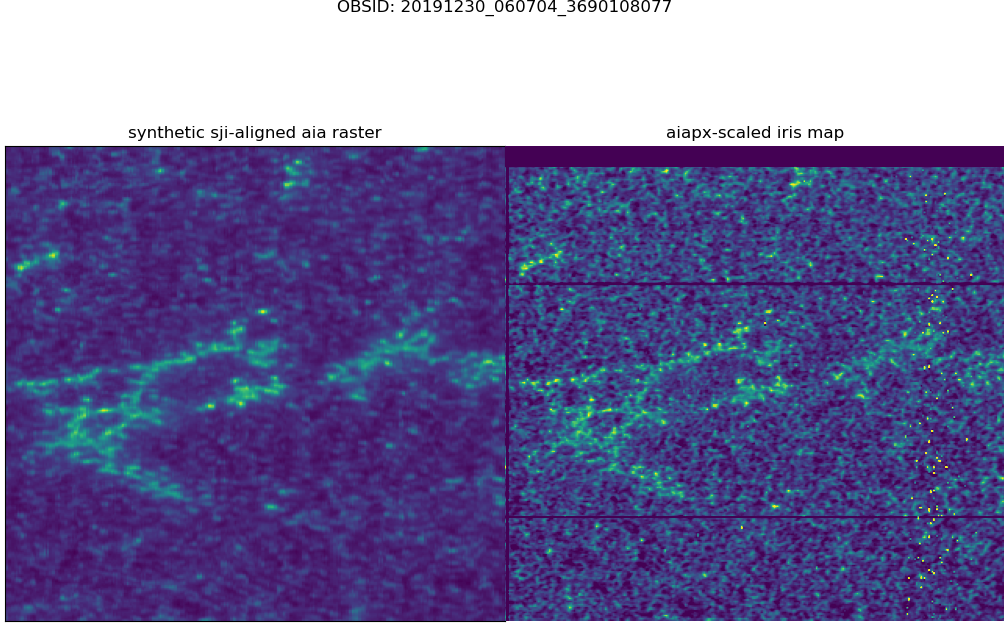 OBSID: 20191230_060704_3690108077
synthetic sji-aligned aia raster
aiapx-scaled iris map